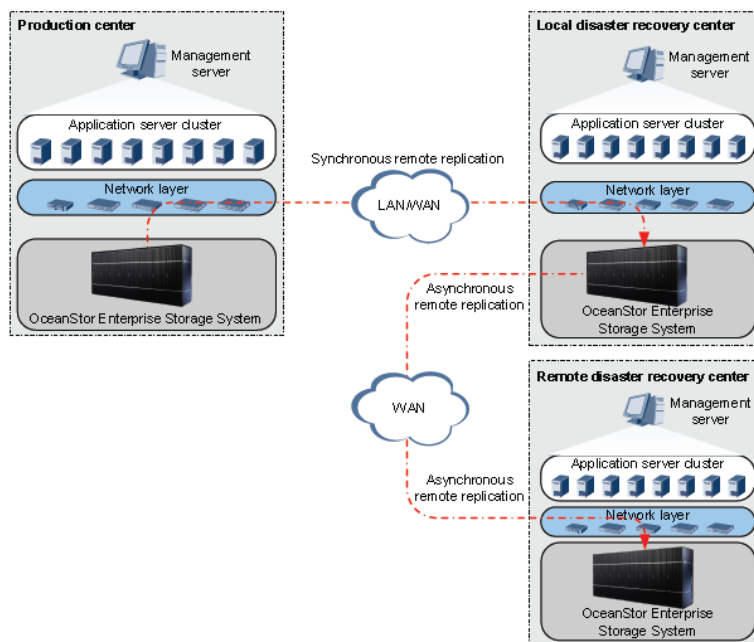 Production center
Management
server
Application server cluster
Network layer
OceanStor Enterprise Storage System
Synchronous remote replication
LAN/WAN
Local disaster recovery center
Management
server
Application server cluster
Network layer
OceanStor Enterprise
Storage System
Asynchronous
remote replication
WAN
Asynchronous
remote replication
Remote disaster recovery center
Management
server
Application server cluster
Network layer
OceanStor Enterprise
Storage System